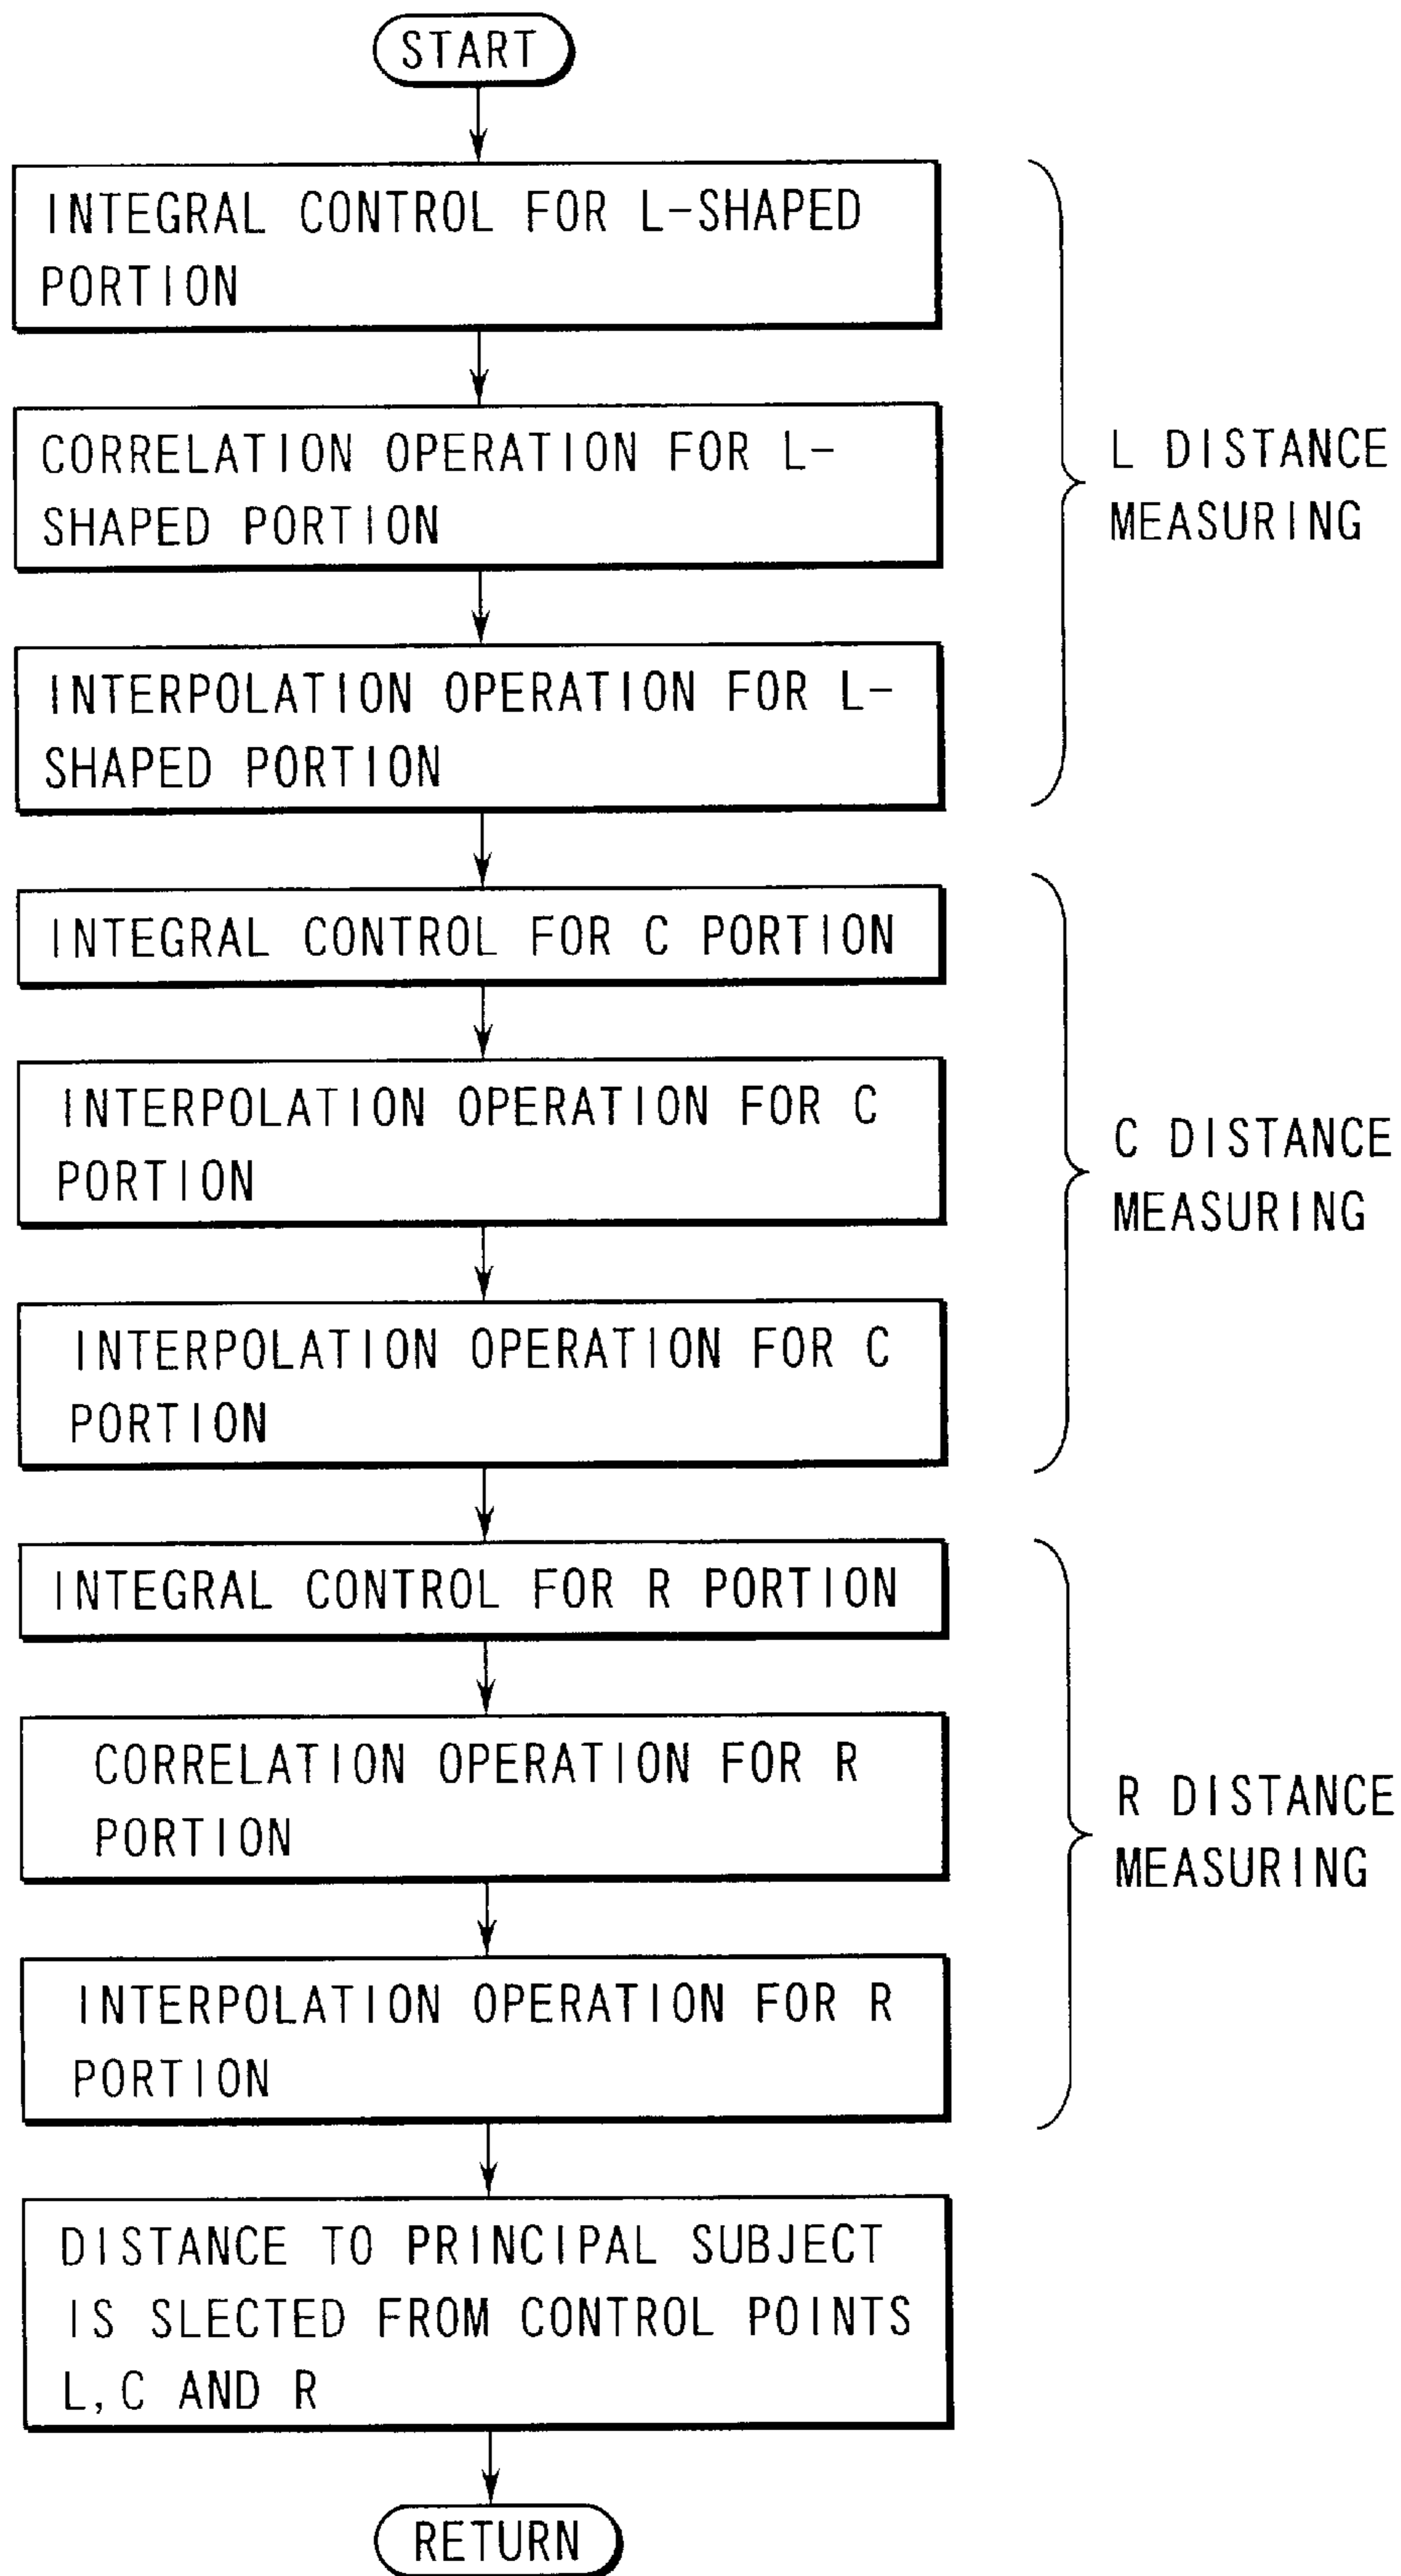 START
INTEGRAL CONTROL FOR L-SHAPED
PORTION
CORRELATION OPERATION FOR L-
SHAPED PORTION
INTERPOLATION OPERATION FOR L-
SHAPED PORTION
L DISTANCE
MEASURING
INTEGRAL CONTROL FOR C PORTION
INTERPOLATION OPERATION FOR C
PORTION
INTERPOLATION OPERATION FOR C
PORTION
C DISTANCE
MEASURING
INTEGRAL CONTROL FOR R PORTION
CORRELATION OPERATION FOR R
PORTION
INTERPOLATION OPERATION FOR R
PORTION
R DISTANCE
MEASURING
DISTANCE TO PRINCIPAL SUBJECT
IS SLECTED FROM CONTROL POINTS
L,C AND R
RETURN